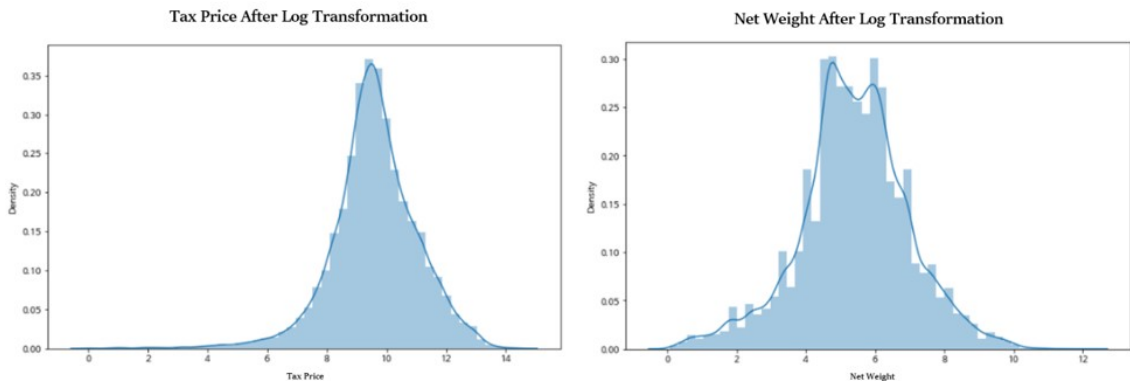 Tax Price After Log Transformation
0.35
0.30
0.25
0.20
0.15
0.10
0.05
0.00
Density
0 2 4 6 8 10 12 14
Tax Price
Net Weight After Log Transformation
0.30
0.25
0.20
0.15
0.10
0.05
0.00
Density
0 2 4 6 8 10 12
Net Weight